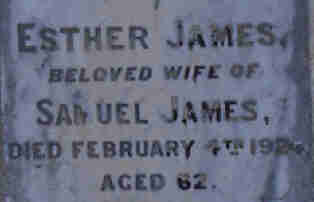 ESTHER JAMES,
BELOVED WIFE OF
SAMUEL JAMES,
DIED FEBRUARY 4TH
AGED 62.